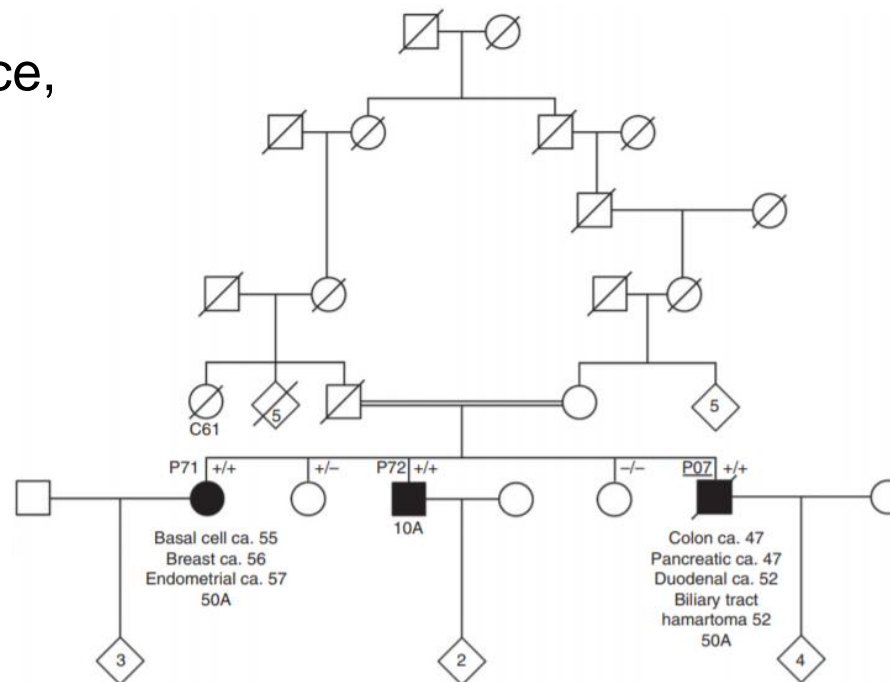 ce,
5
C61
5
P71 +/+
+/–
P72 +/+
–/–
P07 +/+
10A
Basal cell ca. 55
Breast ca. 56
Endometrial ca. 57
50A
Colon ca. 47
Pancreatic ca. 47
Duodenal ca. 52
Biliary tract
hamartoma 52
50A
3
2
4